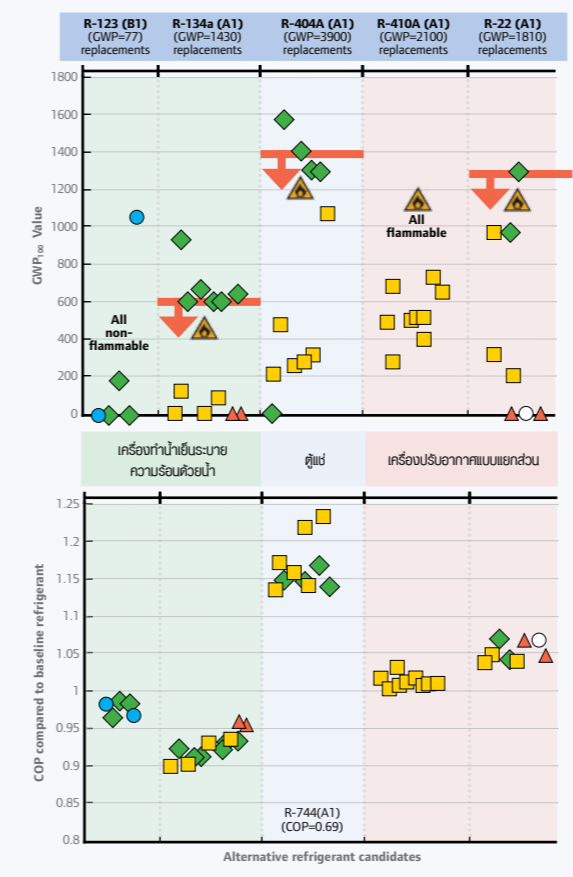 R-123 (B1)
(GWP=77)
replacements
R-134a (A1)
(GWP=1430)
replacements
R-404A (A1)
(GWP=3900)
replacements
R-410A (A1)
(GWP=2100)
replacements
R-22 (A1)
(GWP=1810)
replacements
GWP₁₀₀ Value
1800
1600
1400
1200
1000
800
600
400
200
0
All
non-
flammable
All
flammable
เครื่องทำน้ำเย็นระบาย
ความร้อนด้วยน้ำ
ตู้แช่
เครื่องปรับอากาศแบบแยกส่วน
COP compared to baseline refrigerant
1.25
1.2
1.15
1.1
1.05
1
0.95
0.9
0.85
0.8
R-744(A1)
(COP=0.69)
Alternative refrigerant candidates